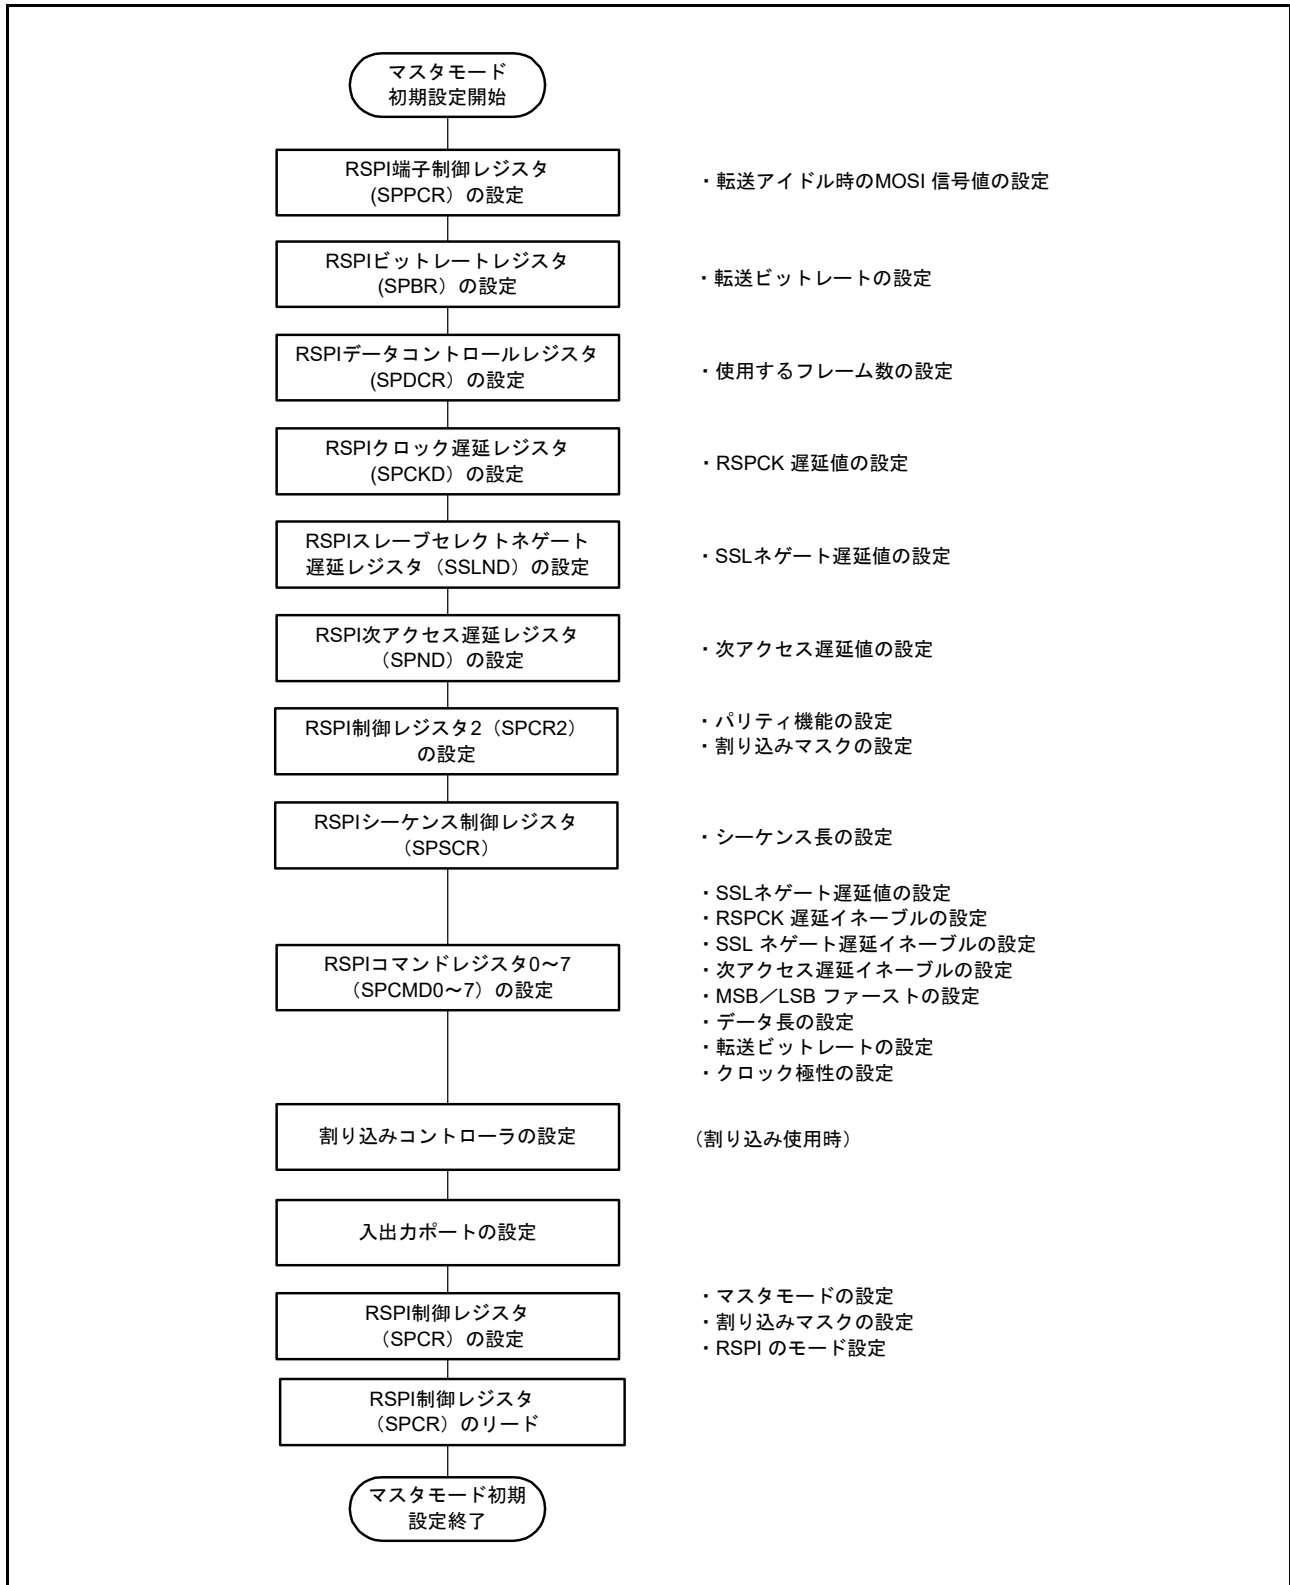 マスタモード
初期設定開始
RSPI端子制御レジスタ
(SPPCR）の設定
・転送アイドル時のMOSI 信号値の設定
RSPIビットレートレジスタ
(SPBR）の設定
・転送ビットレートの設定
RSPIデータコントロールレジスタ
(SPDCR）の設定
・使用するフレーム数の設定
RSPIクロック遅延レジスタ
(SPCKD）の設定
・RSPCK 遅延値の設定
RSPIスレーブセレクトネゲート
遅延レジスタ（SSLND）の設定
・SSLネゲート遅延値の設定
RSPI次アクセス遅延レジスタ
（SPND）の設定
・次アクセス遅延値の設定
RSPI制御レジスタ2（SPCR2）
の設定
・パリティ機能の設定
・割り込みマスクの設定
RSPIシーケンス制御レジスタ
（SPSCR）
・シーケンス長の設定
RSPIコマンドレジスタ0～7
（SPCMD0～7）の設定
・SSLネゲート遅延値の設定
・RSPCK 遅延イネーブルの設定
・SSL ネゲート遅延イネーブルの設定
・次アクセス遅延イネーブルの設定
・MSB／LSB ファーストの設定
・データ長の設定
・転送ビットレートの設定
・クロック極性の設定
割り込みコントローラの設定
（割り込み使用時）
入出力ポートの設定
RSPI制御レジスタ
（SPCR）の設定
・マスタモードの設定
・割り込みマスクの設定
・RSPI のモード設定
RSPI制御レジスタ
（SPCR）のリード
マスタモード初期
設定終了